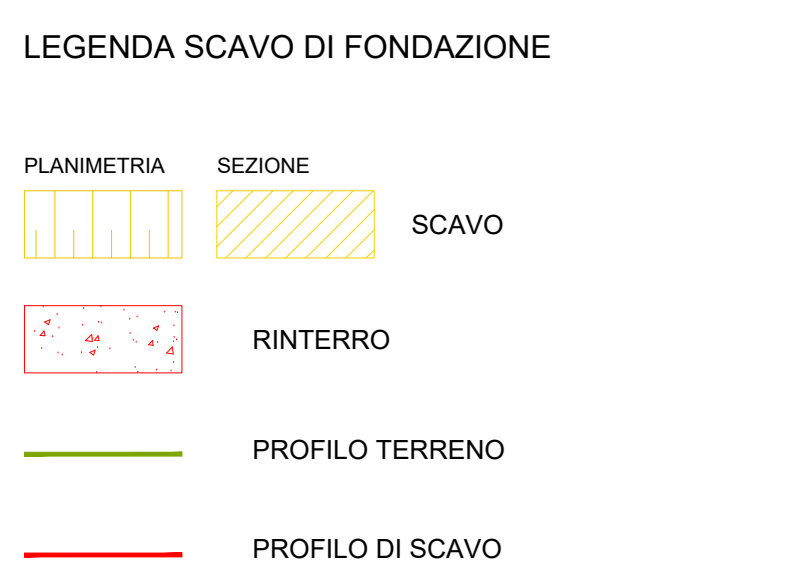 LEGENDA SCAVO DI FONDAZIONE
PLANIMETRIA SEZIONE
SCAVO
RINTERRO
PROFILO TERRENO
PROFILO DI SCAVO